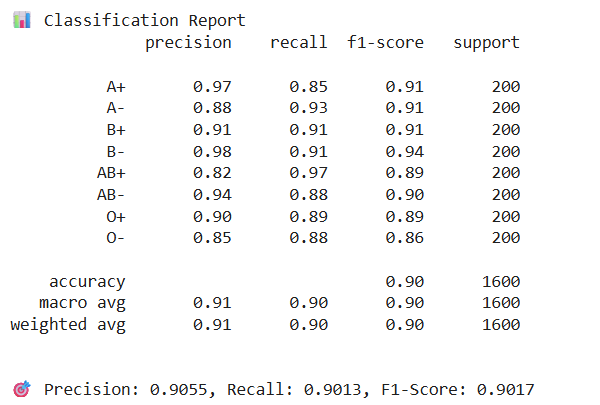 📊 Classification Report
precision recall f1-score support
A+ 0.97 0.85 0.91 200
A- 0.88 0.93 0.91 200
B+ 0.91 0.91 0.91 200
B- 0.98 0.91 0.94 200
AB+ 0.82 0.97 0.89 200
AB- 0.94 0.88 0.90 200
O+ 0.90 0.89 0.89 200
O- 0.85 0.88 0.86 200
accuracy 0.90 1600
macro avg 0.91 0.90 0.90 1600
weighted avg 0.91 0.90 0.90 1600
🎯 Precision: 0.9055, Recall: 0.9013, F1-Score: 0.9017